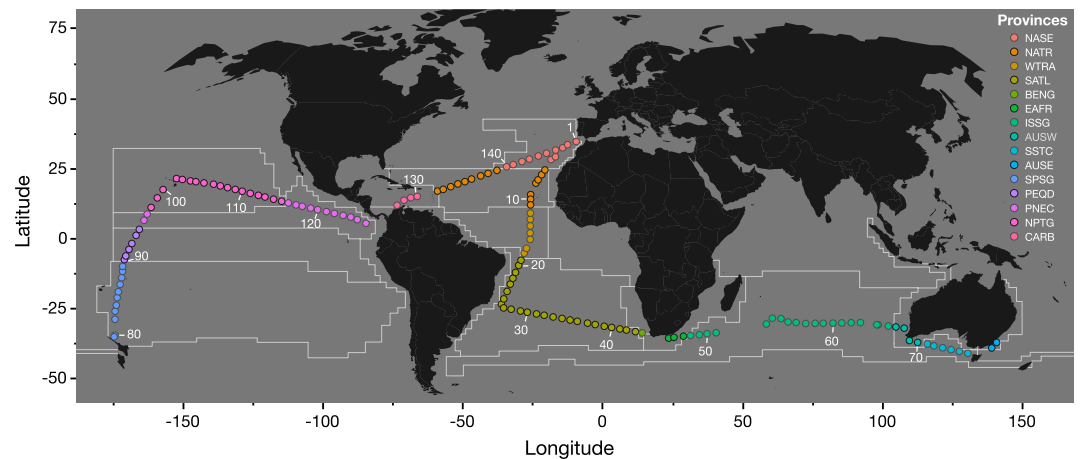 Provinces
NASE
NATR
WTRA
SATL
BENG
EAFR
ISSG
AUSW
SSTC
AUSE
SPSG
PEQD
PNEC
NPTG
CARB
75
50
25
0
-25
-50
Latitude
1
140
130
100
110
10
120
90
20
80
30
40
50
60
70
-150
-100
-50
0
50
100
150
Longitude